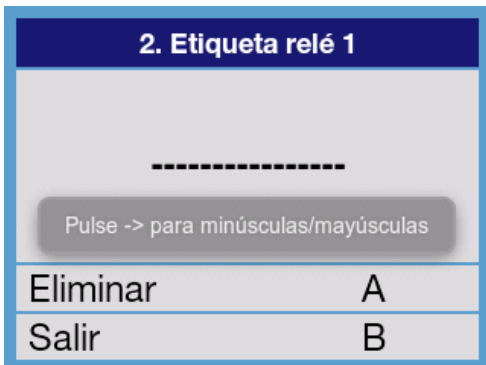 2. Etiqueta relé 1
----------------
Pulse -> para minúsculas/mayúsculas
Eliminar A
Salir B